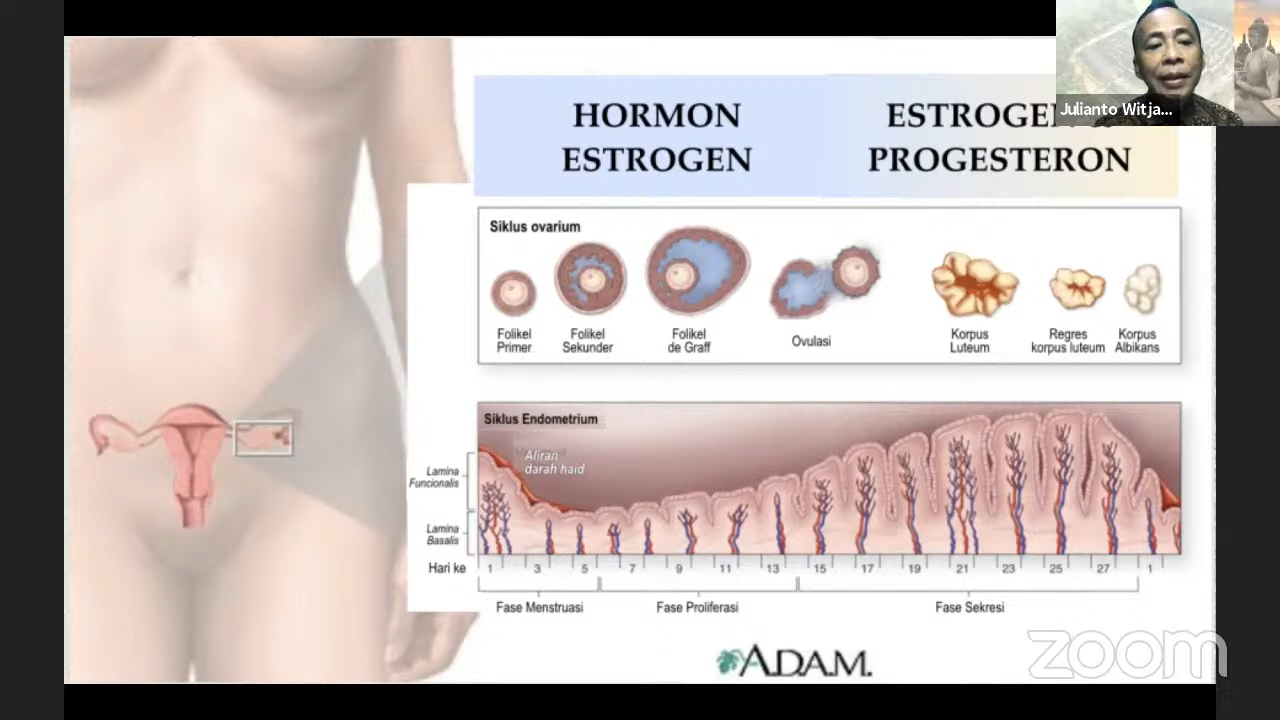 HORMON
ESTROGEN
PROGESTERON
Julianto Witja...
Siklus ovarium
Folikel
Primer
Folikel
Sekunder
Folikel
de Graff
Ovulasi
Korpus
Luteum
Regres
korpus luteum
Korpus
Albikans
Siklus Endometrium
Aliran
darah haid
Lamina
Funcionalis
Lamina
Basalis
Hari ke 1 3 5 7 9 11 13 15 17 19 21 23 25 27 1
Fase Menstruasi Fase Proliferasi Fase Sekresi
A.D.A.M.
zoom